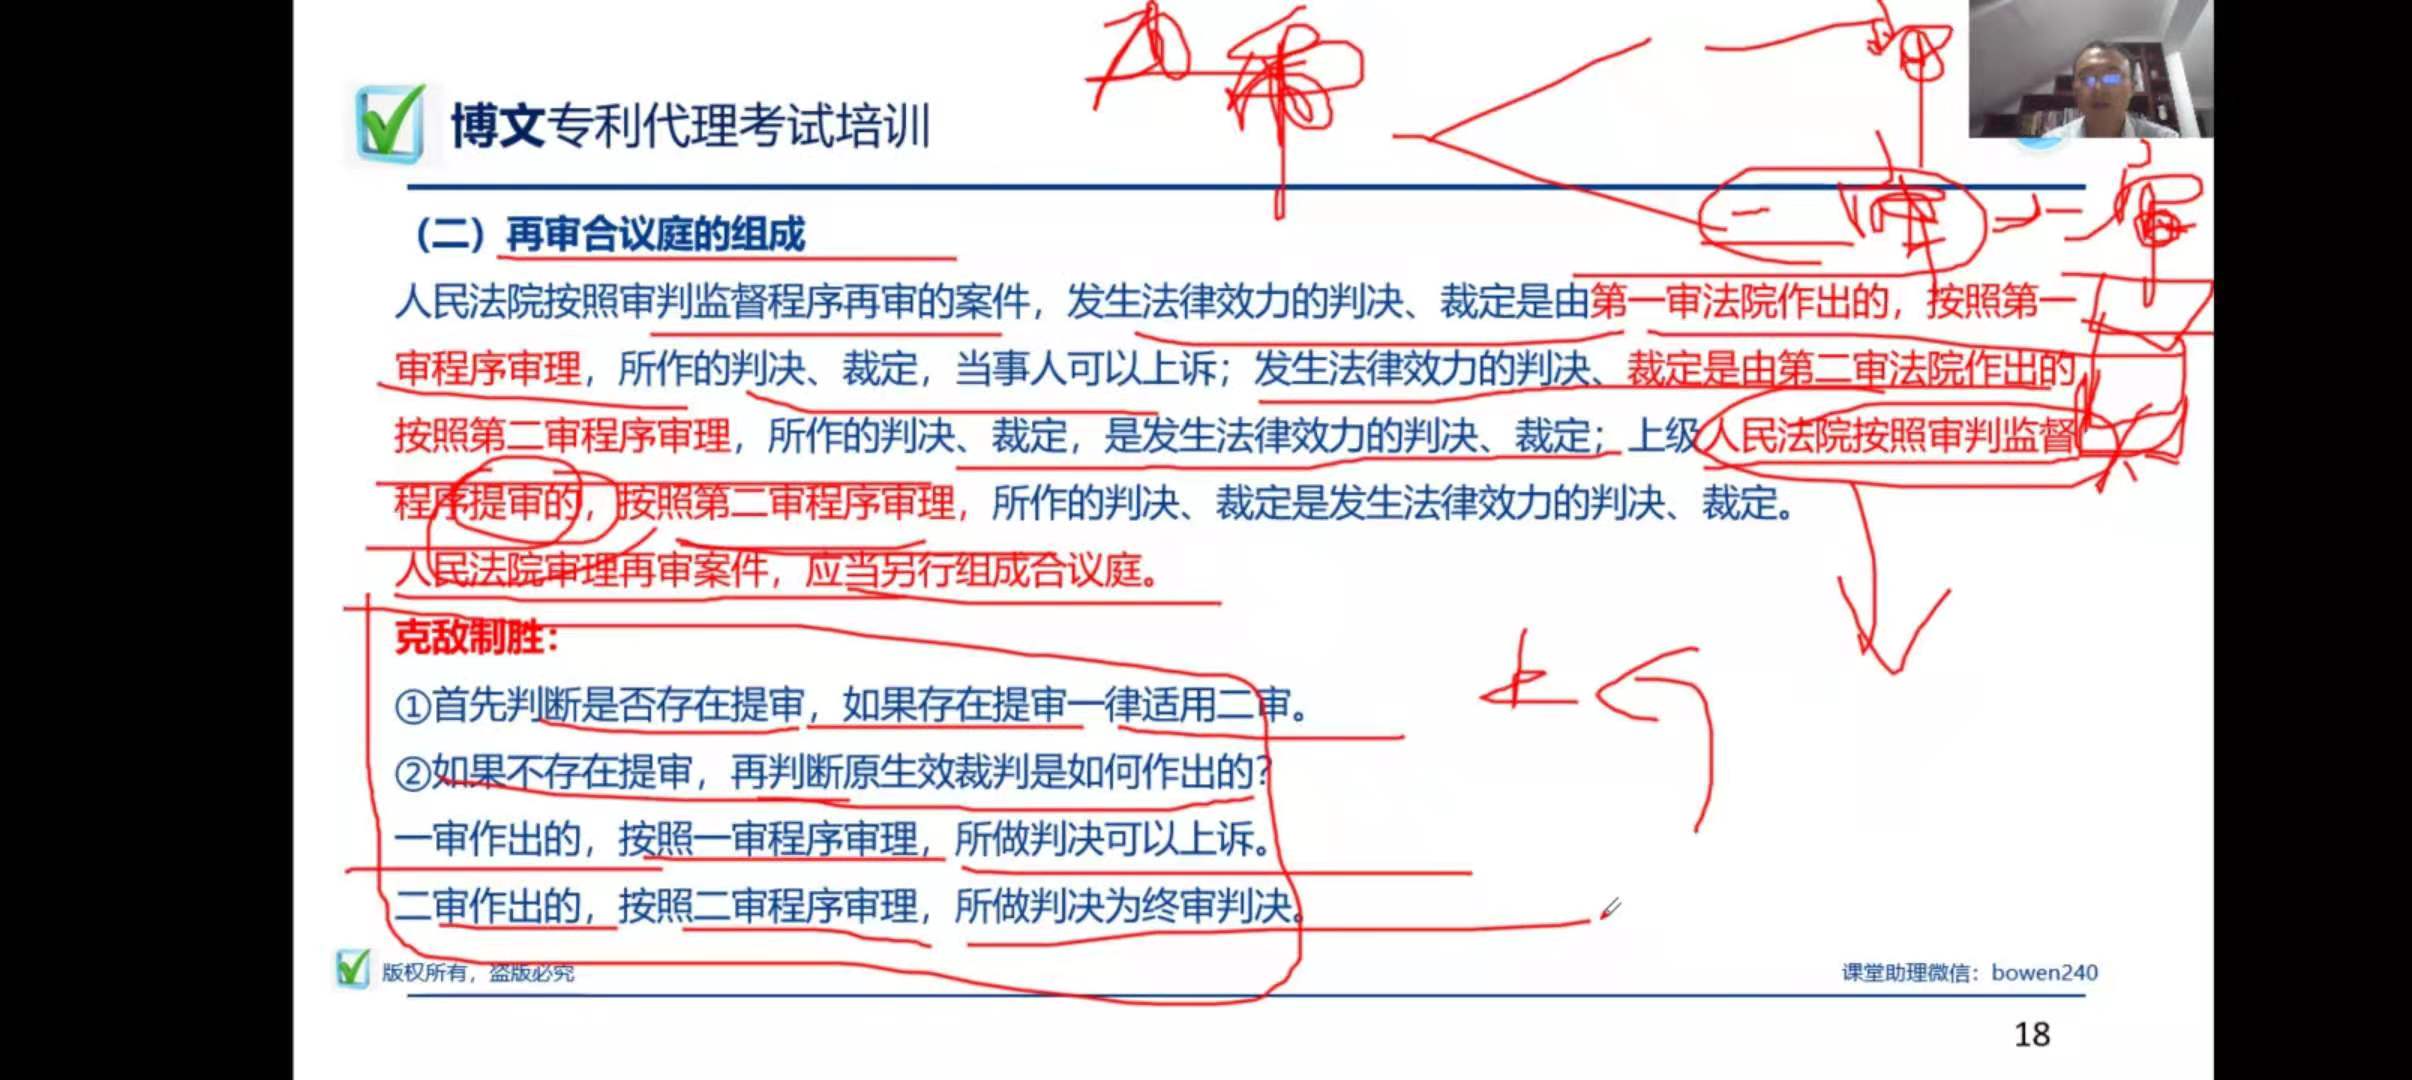 博文专利代理考试培训
（二）再审合议庭的组成
人民法院按照审判监督程序再审的案件，发生法律效力的判决、裁定是由第一审法院作出的，按照第一
审程序审理，所作的判决、裁定，当事人可以上诉；发生法律效力的判决、裁定是由第二审法院作出的
按照第二审程序审理，所作的判决、裁定，是发生法律效力的判决、裁定；上级人民法院按照审判监督
程序提审的，按照第二审程序审理，所作的判决、裁定是发生法律效力的判决、裁定。
人民法院审理再审案件，应当另行组成合议庭。
克敌制胜：
①首先判断是否存在提审，如果存在提审一律适用二审。
②如果不存在提审，再判断原生效裁判是如何作出的？
一审作出的，按照一审程序审理，所做判决可以上诉。
二审作出的，按照二审程序审理，所做判决为终审判决。
版权所有，盗版必究
课堂助理微信：bowen240
18